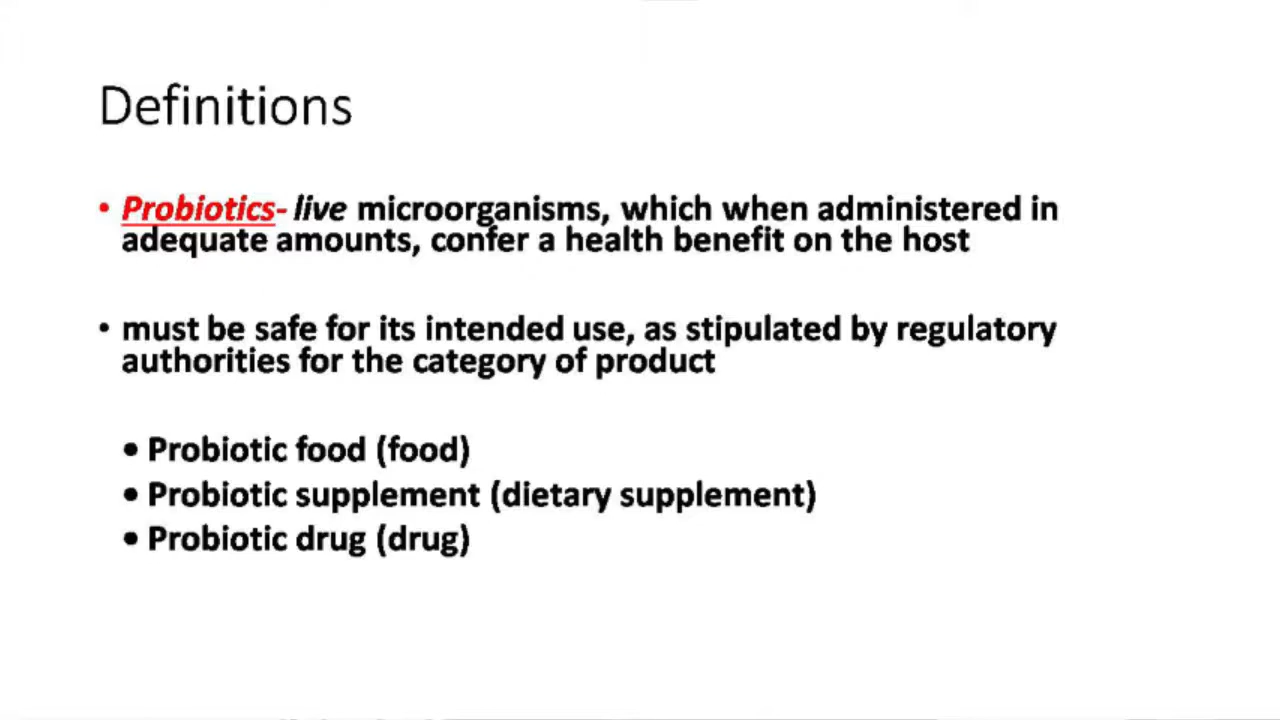 Definitions
• Probiotics- live microorganisms, which when administered in
adequate amounts, confer a health benefit on the host
• must be safe for its intended use, as stipulated by regulatory
authorities for the category of product
• Probiotic food (food)
• Probiotic supplement (dietary supplement)
• Probiotic drug (drug)